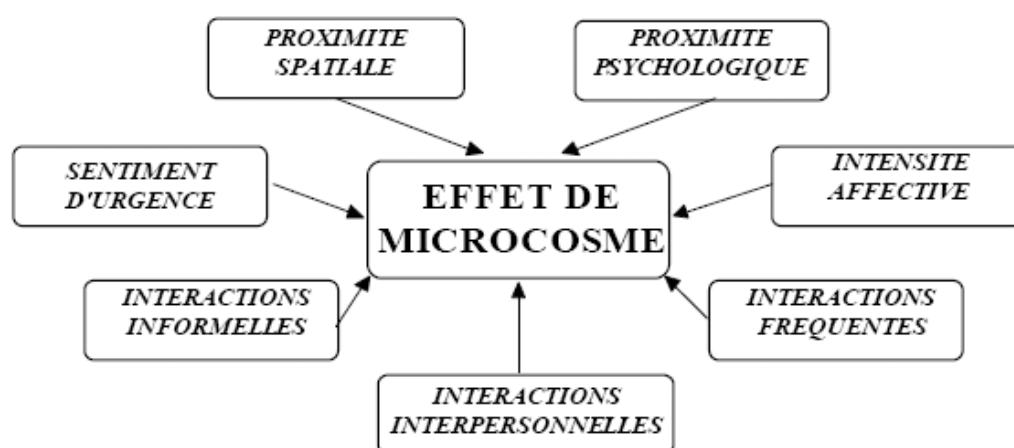 PROXIMITE
SPATIALE
PROXIMITE
PSYCHOLOGIQUE
SENTIMENT
D'URGENCE
EFFET DE
MICROCOSME
INTENSITE
AFFECTIVE
INTERACTIONS
INFORMELLES
INTERACTIONS
INTERPERSONNELLES
INTERACTIONS
FREQUENTES